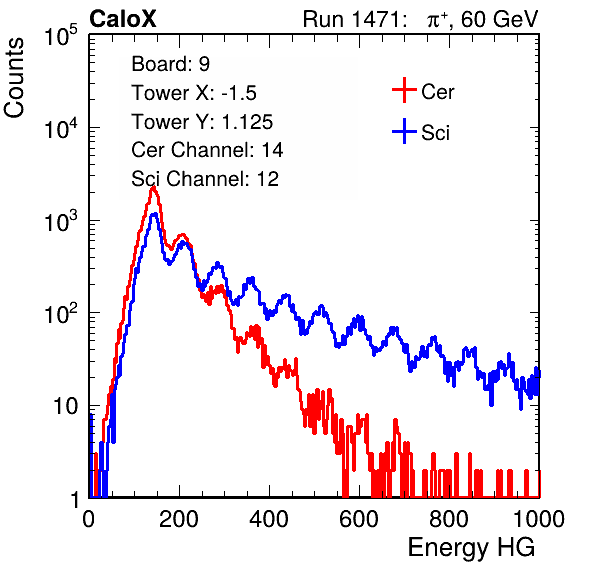 CaloX Run 1471: π⁺, 60 GeV
Counts
Board: 9
Tower X: -1.5
Tower Y: 1.125
Cer Channel: 14
Sci Channel: 12
Cer
Sci
10⁵
10⁴
10³
10²
10
1
0 200 400 600 800 1000
Energy HG